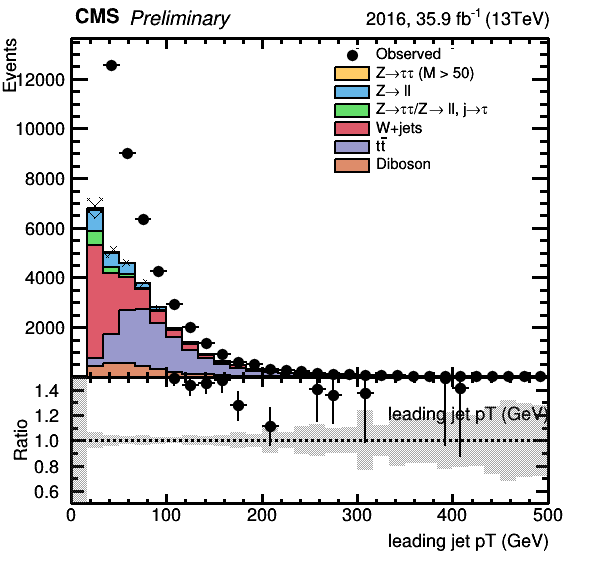 CMS Preliminary 2016, 35.9 fb⁻¹ (13TeV)
Events
12000
10000
8000
6000
4000
2000
Observed
Z→ττ (M > 50)
Z→ ll
Z→ττ/Z→ ll, j→τ
W+jets
tt̄
Diboson
leading jet pT (GeV)
Ratio
1.4
1.2
1.0
0.8
0.6
0 100 200 300 400 500
leading jet pT (GeV)